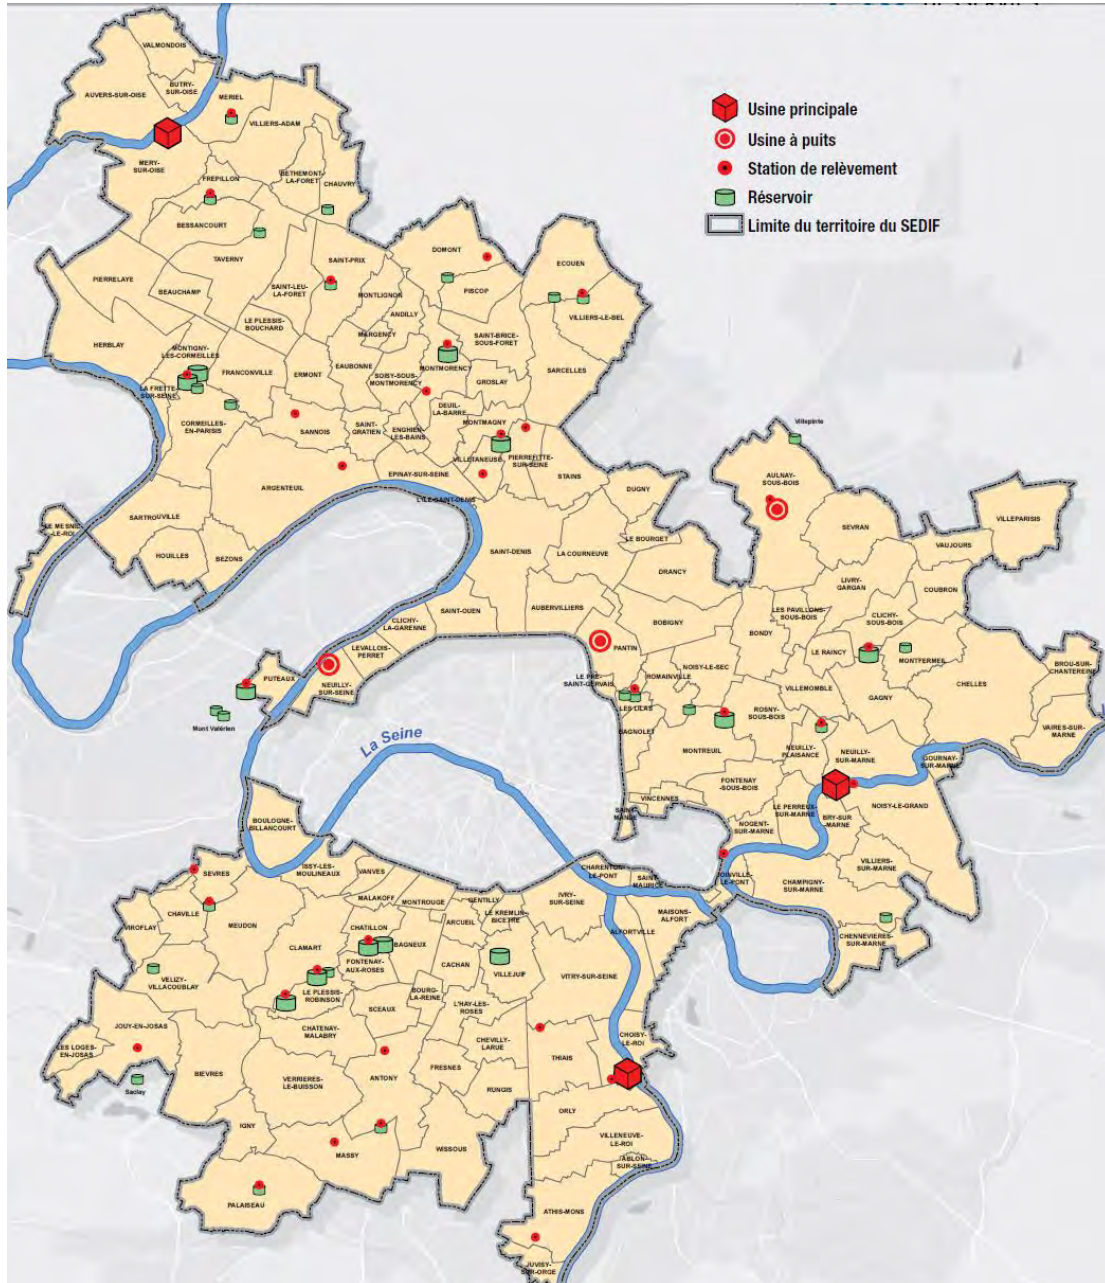 VALMONDOIS
BUTRY-
SUR-OISE
AUVERS-SUR-OISE
MERIEL
VILLIERS-ADAM
MERY-
SUR-OISE
FREPILLON
BETHEMONT-
LA-FORET
CHAUVRY
BESSANCOURT
TAVERNY
PIERRELAYE
BEAUCHAMP
SAINT-LEU-
LA-FORET
SAINT-PRIX
MONTLIGNON
ANDILLY
DOMONT
PISCOP
ECOUEN
VILLIERS-LE-BEL
LE PLESSIS-
BOUCHARD
MARGENCY
SAINT-BRICE-
SOUS-FORET
HERBLAY
MONTIGNY-
LES-CORMEILLES
FRANCONVILLE
ERMONT
EAUBONNE
SOISY-SOUS-
MONTMORENCY
MONTMORENCY
GROSLAY
SARCELLES
LA FRETTE-
SUR-SEINE
CORMEILLES-
EN-PARISIS
SANNOIS
SAINT-
GRATIEN
ENGHIEN-
LES-BAINS
DEUIL-
LA-BARRE
MONTMAGNY
VILLETANEUSE
PIERREFITTE-
SUR-SEINE
STAINS
EPINAY-SUR-SEINE
L'ILE-SAINT-DENIS
ARGENTEUIL
SARTROUVILLE
LE MESNIL-
LE-ROI
HOUILLES
BEZONS
Usine principale
Usine à puits
Station de relèvement
Réservoir
Limite du territoire du SEDIF
Villepinte
AULNAY-
SOUS-BOIS
SEVRAN
VILLEPARISIS
VAUJOURS
COUBRON
DUGNY
LE BOURGET
DRANCY
SAINT-DENIS
LA COURNEUVE
AUBERVILLIERS
SAINT-OUEN
CLICHY-
LA-GARENNE
LEVALLOIS-
PERRET
NEUILLY-
SUR-SEINE
PUTEAUX
Mont Valérien
BOBIGNY
BONDY
LES PAVILLONS-
SOUS-BOIS
LIVRY-
GARGAN
CLICHY-
SOUS-BOIS
LE RAINCY
MONTFERMEIL
PANTIN
LE PRE-
SAINT-GERVAIS
ROMAINVILLE
NOISY-LE-SEC
LES LILAS
BAGNOLET
ROSNY-
SOUS-BOIS
VILLEMOMBLE
GAGNY
CHELLES
BROU-SUR-
CHANTEREINE
VAIRES-SUR-
MARNE
MONTREUIL
NEUILLY-
PLAISANCE
NEUILLY-
SUR-MARNE
GOURNAY-
SUR-MARNE
FONTENAY
-SOUS-BOIS
VINCENNES
SAINT-
MANDE
LE PERREUX-
SUR-MARNE
BRY-SUR
-MARNE
NOISY-LE-GRAND
NOGENT-
SUR-MARNE
VILLIERS-
SUR-MARNE
JOINVILLE-
LE-PONT
CHAMPIGNY-
SUR-MARNE
CHENNEVIERES-
SUR-MARNE
La Seine
BOULOGNE-
BILLANCOURT
CHARENTON-
LE-PONT
SAINT-
MAURICE
MAISONS-
ALFORT
ALFORTVILLE
IVRY-
SUR-SEINE
SEVRES
ISSY-LES-
MOULINEAUX
VANVES
MALAKOFF
MONTROUGE
GENTILLY
LE KREMLIN-
BICETRE
ARCUEIL
CHAVILLE
VIROFLAY
MEUDON
CLAMART
CHATILLON
BAGNEUX
FONTENAY-
AUX-ROSES
CACHAN
VILLEJUIF
VITRY-SUR-SEINE
VELIZY-
VILLACOUBLAY
LE PLESSIS-
ROBINSON
BOURG-
LA-REINE
SCEAUX
L'HAY-LES-
ROSES
CHATENAY-
MALABRY
CHEVILLY-
LARUE
THIAIS
CHOISY-
LE-ROI
JOUY-EN-JOSAS
LES LOGES-
EN-JOSAS
Saclay
BIEVRES
VERRIERES-
LE-BUISSON
ANTONY
FRESNES
RUNGIS
ORLY
IGNY
MASSY
WISSOUS
VILLENEUVE-
LE-ROI
ABLON-
SUR-SEINE
PALAISEAU
ATHIS-MONS
JUVISY-
SUR-ORGE